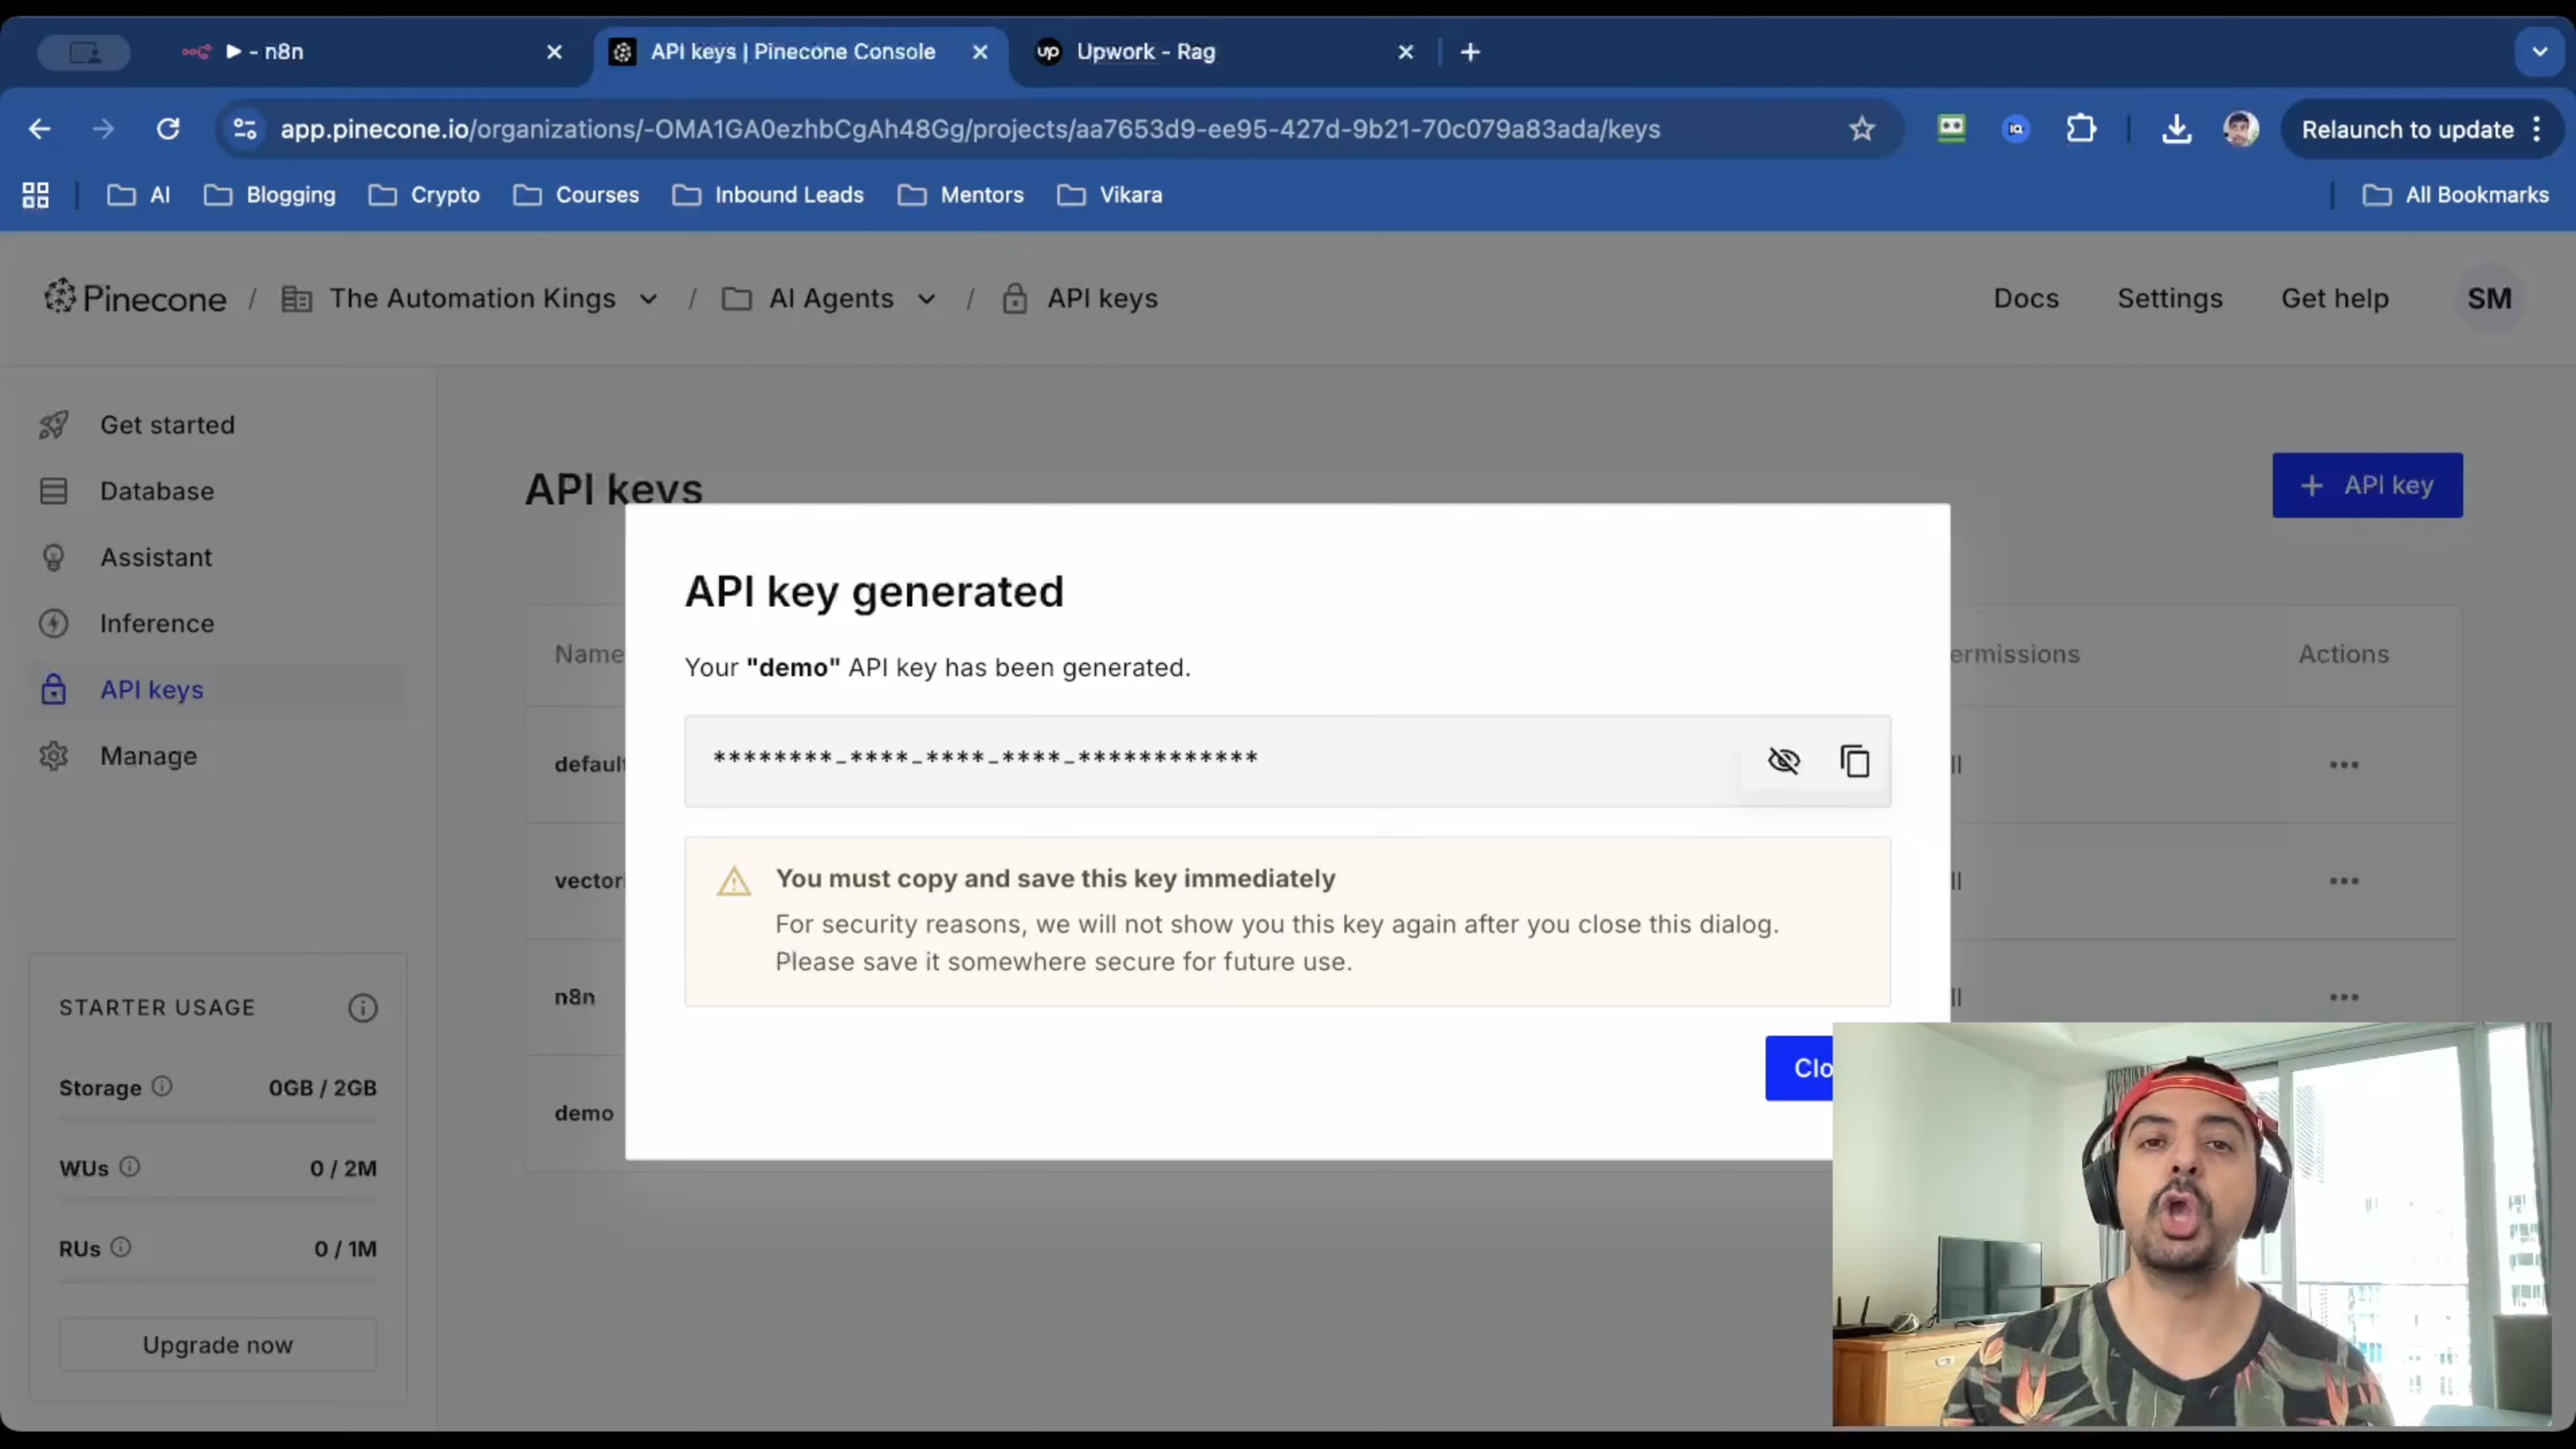 - n8n
API keys | Pinecone Console
Upwork - Rag
app.pinecone.io/organizations/-OMA1GA0ezhbCgAh48Gg/projects/aa7653d9-ee95-427d-9b21-70c079a83ada/keys
Relaunch to update
AI
Blogging
Crypto
Courses
Inbound Leads
Mentors
Vikara
All Bookmarks
Pinecone / The Automation Kings / AI Agents / API keys
Docs
Settings
Get help
SM
Get started
Database
Assistant
Inference
API keys
Manage
STARTER USAGE
Storage 0GB / 2GB
WUs 0 / 2M
RUs 0 / 1M
Upgrade now
API keys
+ API key
Name
ermissions
Actions
default
vector
n8n
demo
API key generated
Your "demo" API key has been generated.
********-****-****-****-************
You must copy and save this key immediately
For security reasons, we will not show you this key again after you close this dialog.
Please save it somewhere secure for future use.
Clo